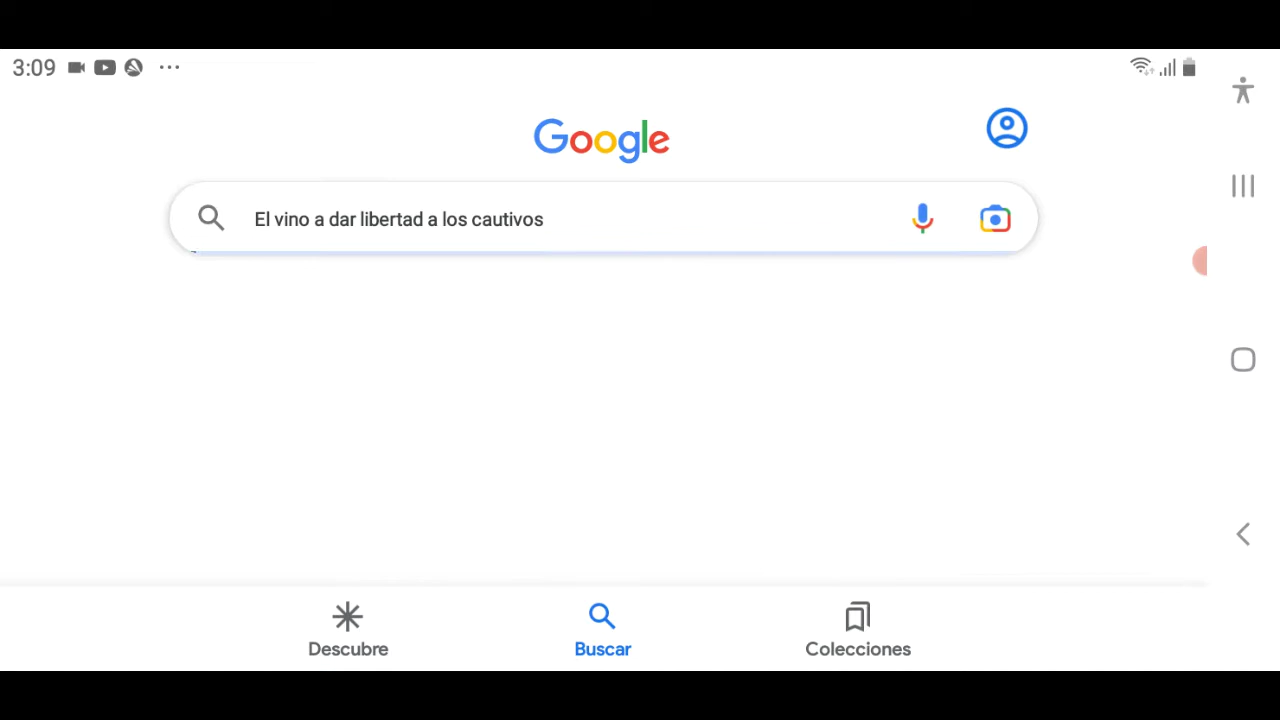 3:09
Google
El vino a dar libertad a los cautivos
Descubre
Buscar
Colecciones